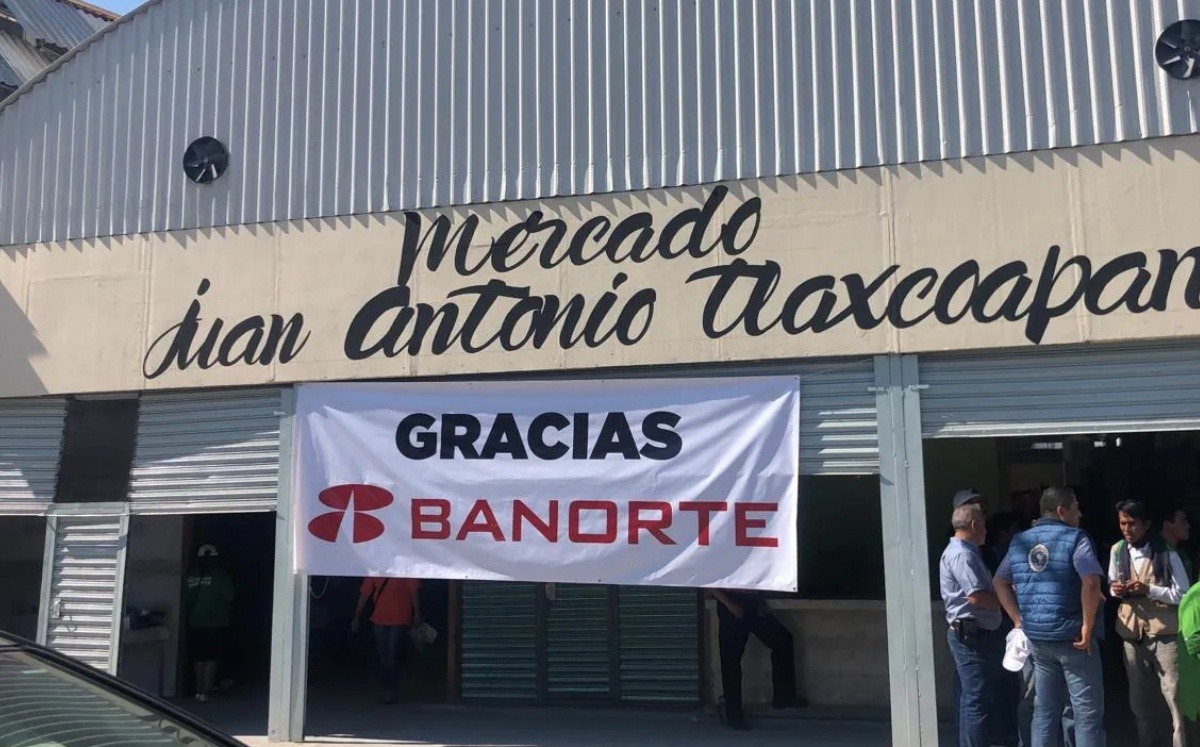 Mercado
Juan Antonio Tlaxcoapan
GRACIAS
BANORTE